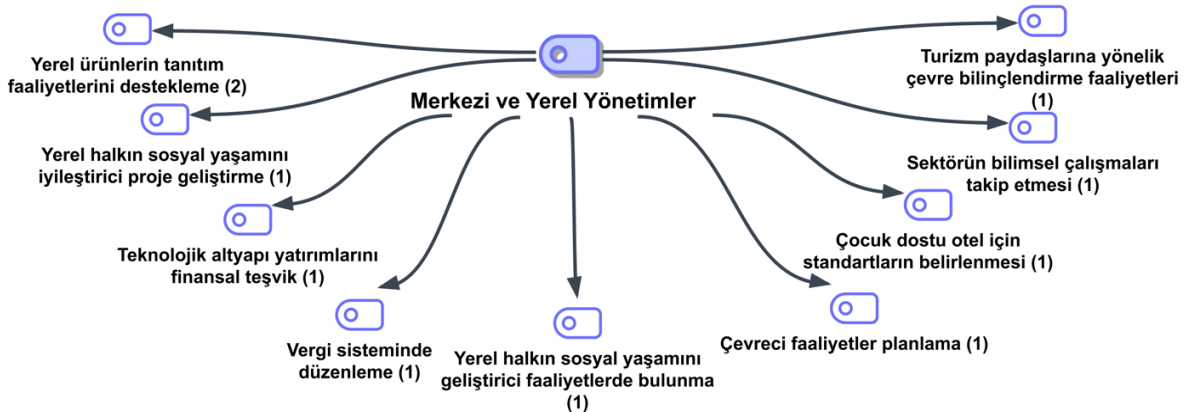 Merkezi ve Yerel Yönetimler
Yerel ürünlerin tanıtım
faaliyetlerini destekleme (2)
Yerel halkın sosyal yaşamını
iyileştirici proje geliştirme (1)
Teknolojik altyapı yatırımlarını
finansal teşvik (1)
Vergi sisteminde
düzenleme (1)
Yerel halkın sosyal yaşamını
geliştirici faaliyetlerde bulunma
(1)
Çevreci faaliyetler planlama (1)
Çocuk dostu otel için
standartların belirlenmesi (1)
Sektörün bilimsel çalışmaları
takip etmesi (1)
Turizm paydaşlarına yönelik
çevre bilinçlendirme faaliyetleri
(1)